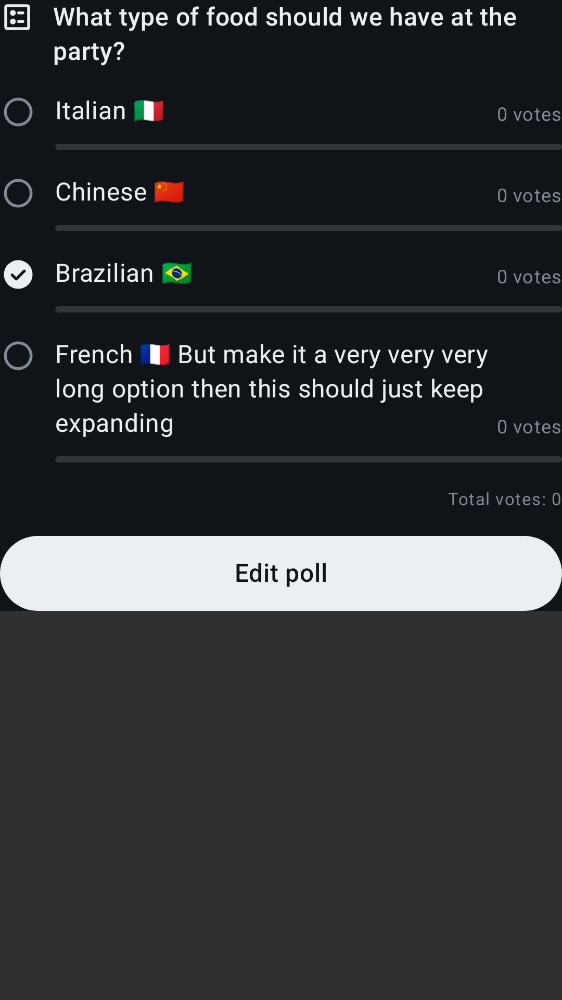 What type of food should we have at the
party?
Italian 🇮🇹
0 votes
Chinese 🇨🇳
0 votes
Brazilian 🇧🇷
0 votes
French 🇫🇷 But make it a very very very
long option then this should just keep
expanding
0 votes
Total votes: 0
Edit poll